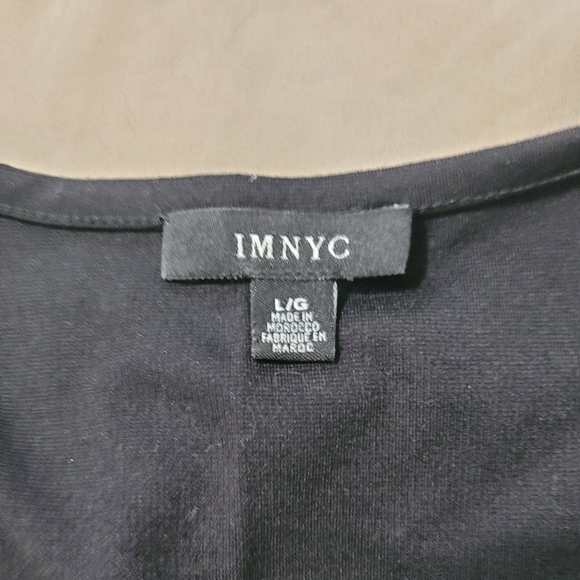 IMNYC
L/G
MADE IN
MOROCCO
FABRIQUE EN
MAROC